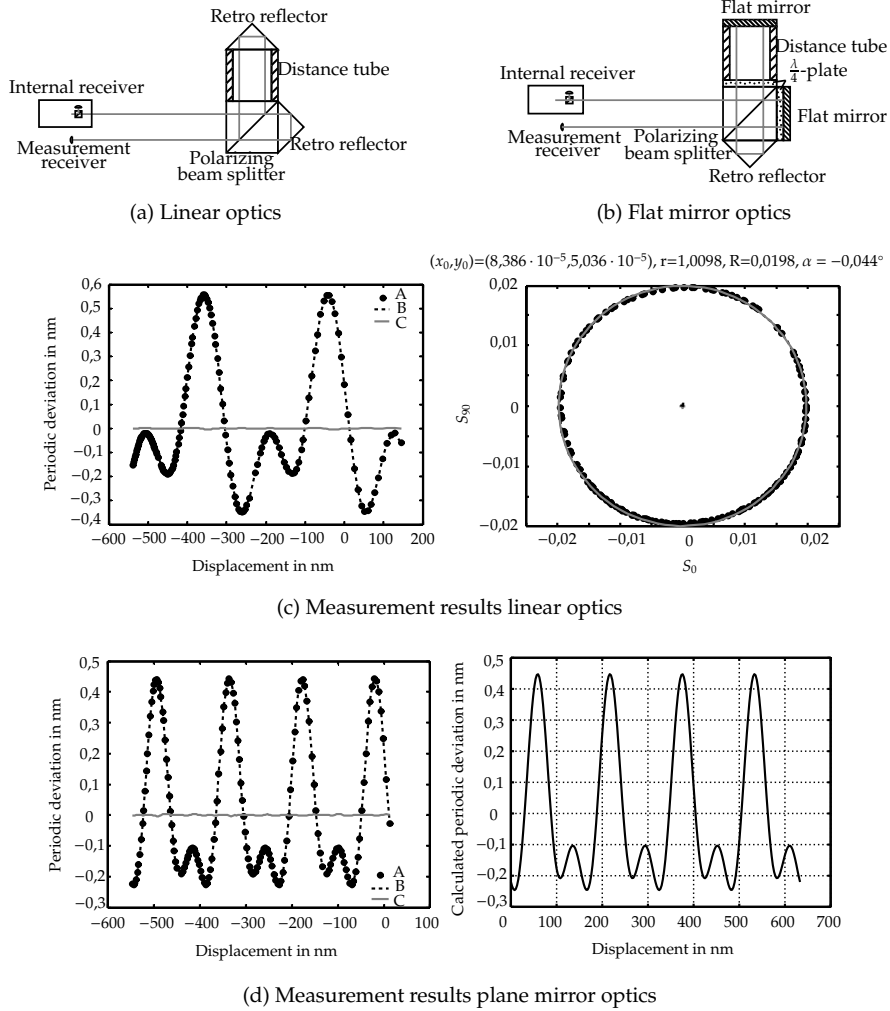 Retro reflector
Distance tube
Internal receiver
Measurement
receiver
Retro reflector
Polarizing
beam splitter
(a) Linear optics
Flat mirror
Distance tube
λ/4-plate
Internal receiver
Flat mirror
Measurement
receiver
Polarizing
beam splitter
Retro reflector
(b) Flat mirror optics
0,6
0,5
0,4
0,3
0,2
0,1
0
−0,1
−0,2
−0,3
−0,4
Periodic deviation in nm
A
B
C
−600 −500 −400 −300 −200 −100 0 100 200
Displacement in nm
(x₀,y₀)=(8,386 · 10⁻⁵,5,036 · 10⁻⁵), r=1,0098, R=0,0198, α = −0,044°
0,02
0,01
0
−0,01
−0,02
S₉₀
−0,02 −0,01 0 0,01 0,02
S₀
(c) Measurement results linear optics
0,5
0,4
0,3
0,2
0,1
0
−0,1
−0,2
−0,3
Periodic deviation in nm
A
B
C
−600 −500 −400 −300 −200 −100 0 100
Displacement in nm
0,5
0,4
0,3
0,2
0,1
0
−0,1
−0,2
−0,3
Calculated periodic deviation in nm
0 100 200 300 400 500 600 700
Displacement in nm
(d) Measurement results plane mirror optics